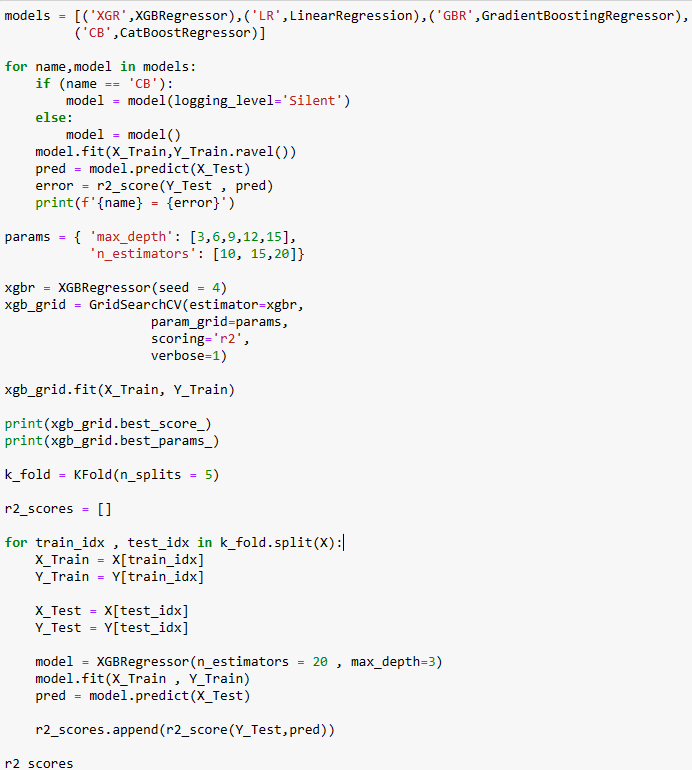 models = [('XGR',XGBRegressor),('LR',LinearRegression),('GBR',GradientBoostingRegressor),
         ('CB',CatBoostRegressor)]

for name,model in models:
    if (name == 'CB'):
        model = model(logging_level='Silent')
    else:
        model = model()
    model.fit(X_Train,Y_Train.ravel())
    pred = model.predict(X_Test)
    error = r2_score(Y_Test , pred)
    print(f'{name} = {error}')

params = { 'max_depth': [3,6,9,12,15],
           'n_estimators': [10, 15,20]}

xgbr = XGBRegressor(seed = 4)
xgb_grid = GridSearchCV(estimator=xgbr,
                   param_grid=params,
                   scoring='r2',
                   verbose=1)

xgb_grid.fit(X_Train, Y_Train)

print(xgb_grid.best_score_)
print(xgb_grid.best_params_)

k_fold = KFold(n_splits = 5)

r2_scores = []

for train_idx , test_idx in k_fold.split(X):
    X_Train = X[train_idx]
    Y_Train = Y[train_idx]

    X_Test = X[test_idx]
    Y_Test = Y[test_idx]

    model = XGBRegressor(n_estimators = 20 , max_depth=3)
    model.fit(X_Train , Y_Train)
    pred = model.predict(X_Test)

    r2_scores.append(r2_score(Y_Test,pred))

r2_scores